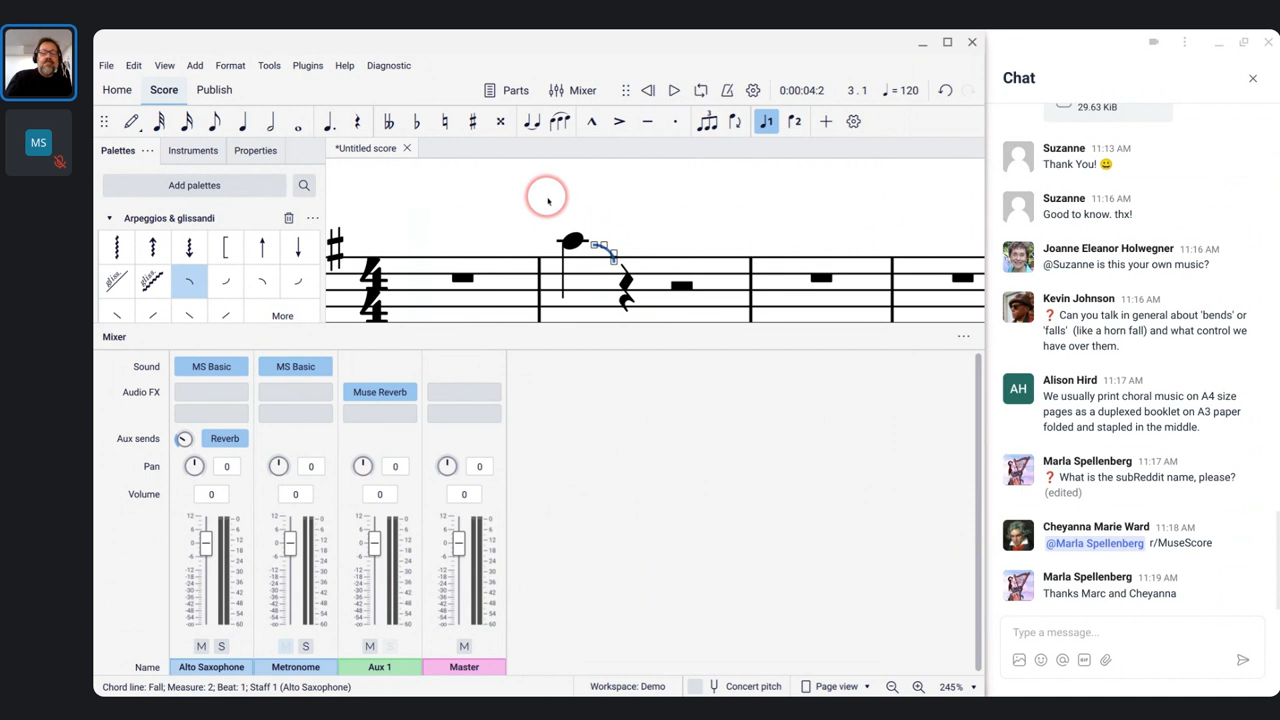 MS
File Edit View Add Format Tools Plugins Help Diagnostic
Home Score Publish Parts Mixer 0:00:04:2 3 . 1 = 120
Palettes Instruments Properties
*Untitled score
Add palettes
Arpeggios & glissandi
More
Mixer
Sound MS Basic MS Basic
Audio FX Muse Reverb
Aux sends Reverb
Pan 0 0 0 0
Volume 0 0 0 0
M S S M M
Name Alto Saxophone Metronome Aux 1 Master
Chord line: Fall; Measure: 2; Beat: 1; Staff 1 (Alto Saxophone) Workspace: Demo Concert pitch Page view 245%
Chat
29.63 KiB
Suzanne 11:13 AM
Thank You! 😀
Suzanne 11:16 AM
Good to know. thx!
Joanne Eleanor Holwegner 11:16 AM
@Suzanne is this your own music?
Kevin Johnson 11:16 AM
❓ Can you talk in general about 'bends' or
'falls' (like a horn fall) and what control we
have over them.
AH
Alison Hird 11:17 AM
We usually print choral music on A4 size
pages as a duplexed booklet on A3 paper
folded and stapled in the middle.
Marla Spellenberg 11:17 AM
❓ What is the subReddit name, please?
(edited)
Cheyanna Marie Ward 11:18 AM
@Marla Spellenberg r/MuseScore
Marla Spellenberg 11:19 AM
Thanks Marc and Cheyanna
Type a message...